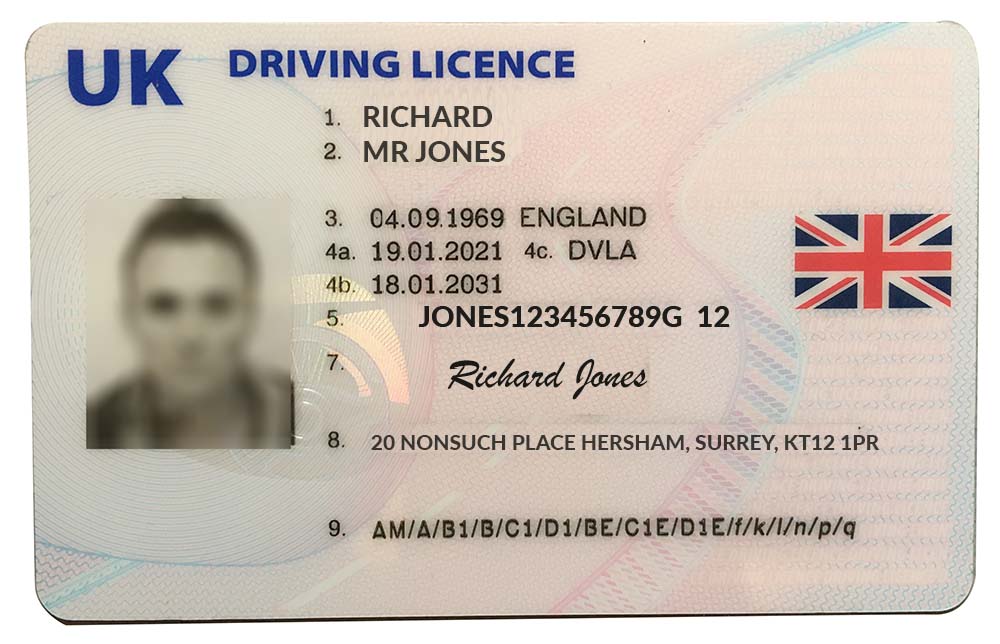 UK DRIVING LICENCE
1. RICHARD
2. MR JONES
3. 04.09.1969 ENGLAND
4a. 19.01.2021 4c. DVLA
4b. 18.01.2031
5. JONES123456789G 12
7. Richard Jones
8. 20 NONSUCH PLACE HERSHAM, SURREY, KT12 1PR
9. AM/A/B1/B/C1/D1/BE/C1E/D1E/f/k/l/n/p/q